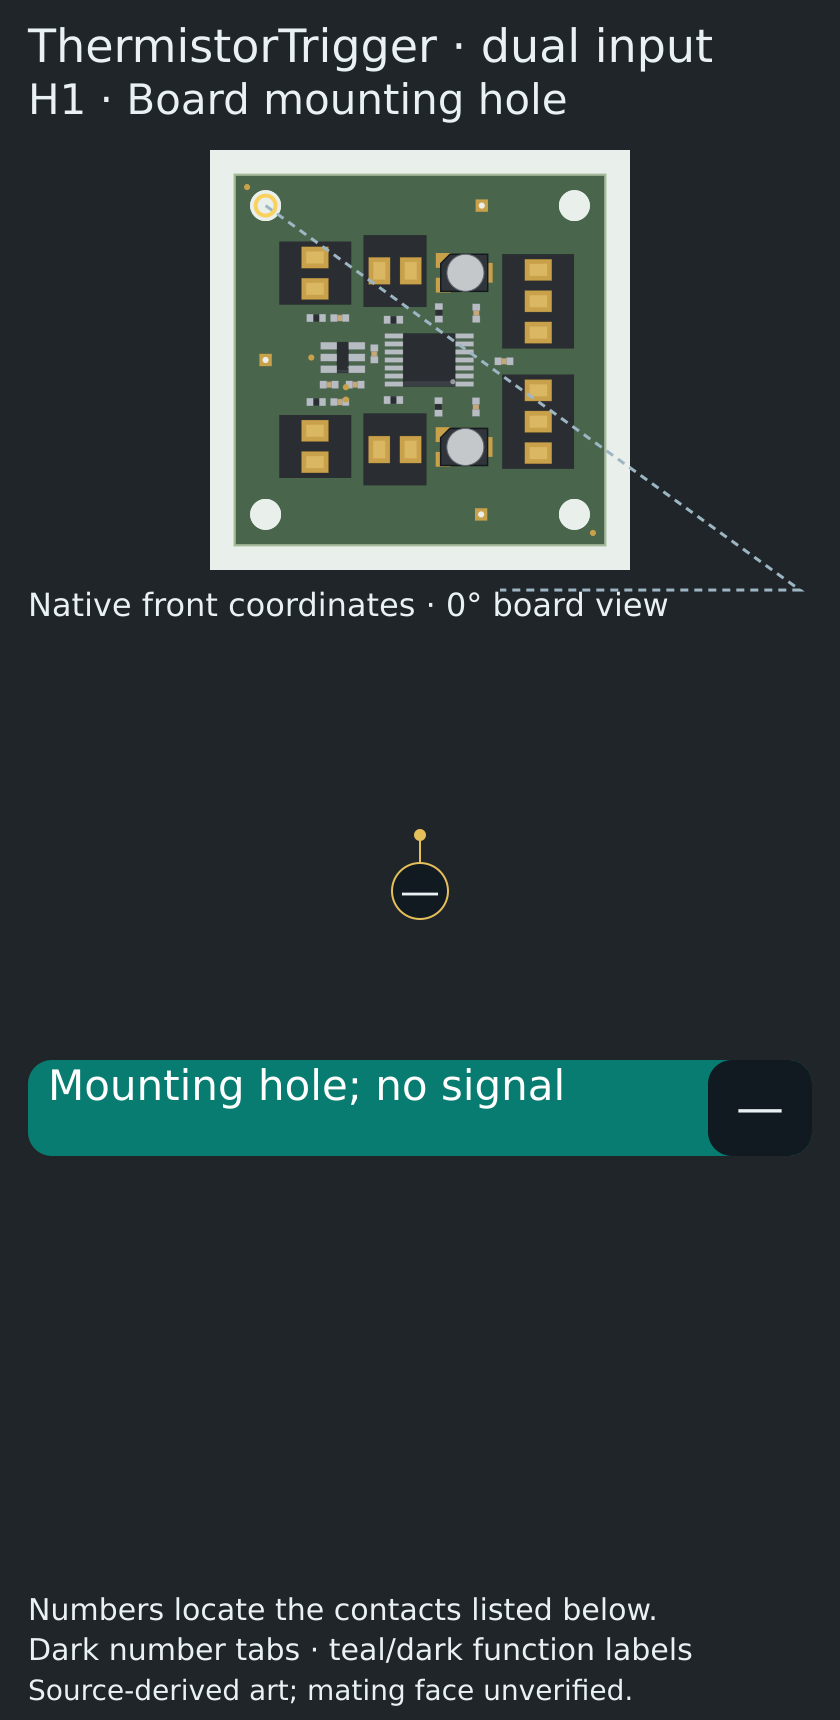 ThermistorTrigger · dual input
H1 · Board mounting hole
Native front coordinates · 0° board view
—
Mounting hole; no signal —
Numbers locate the contacts listed below.
Dark number tabs · teal/dark function labels
Source-derived art; mating face unverified.